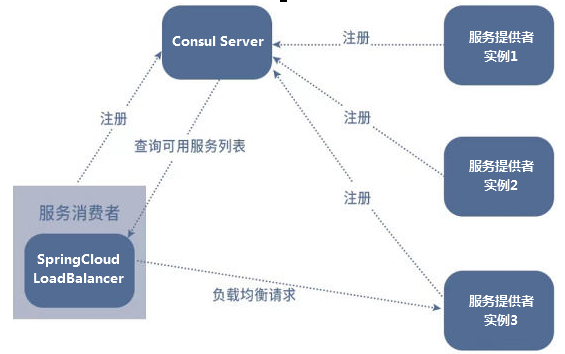 Consul Server
注册
服务提供者
实例1
注册
注册
服务提供者
实例2
查询可用服务列表
注册
服务消费者
SpringCloud
LoadBalancer
负载均衡请求
服务提供者
实例3